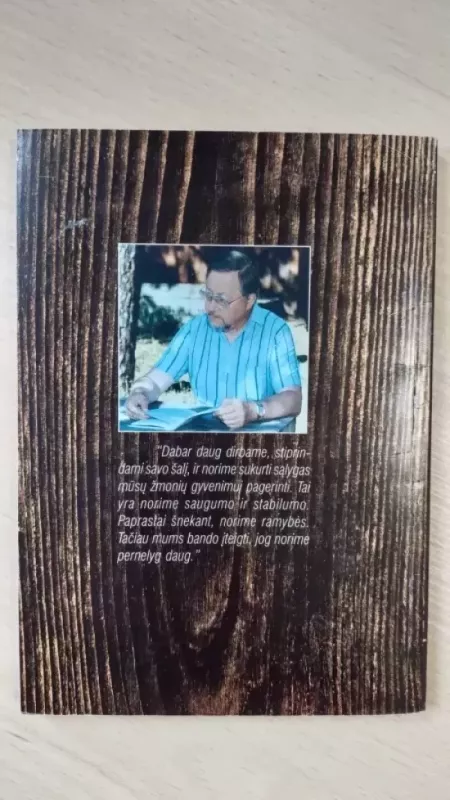 "Dabar daug dirbame, stiprin-
dami savo šalį, ir norime sukurti sąlygas
mūsų žmonių gyvenimui pagerinti. Tai
yra norime saugumo ir stabilumo.
Paprastai šnekant, norime ramybės.
Tačiau mums bando įteigti, jog norime
pernelyg daug."